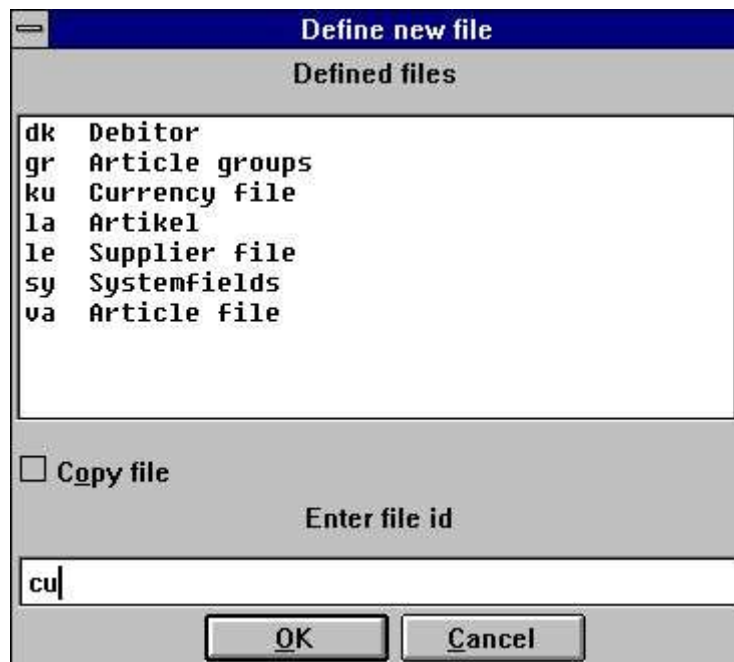 Define new file
Defined files
dk Debitor
gr Article groups
ku Currency file
la Artikel
le Supplier file
sy Systemfields
va Article file
Copy file
Enter file id
cu
OK Cancel